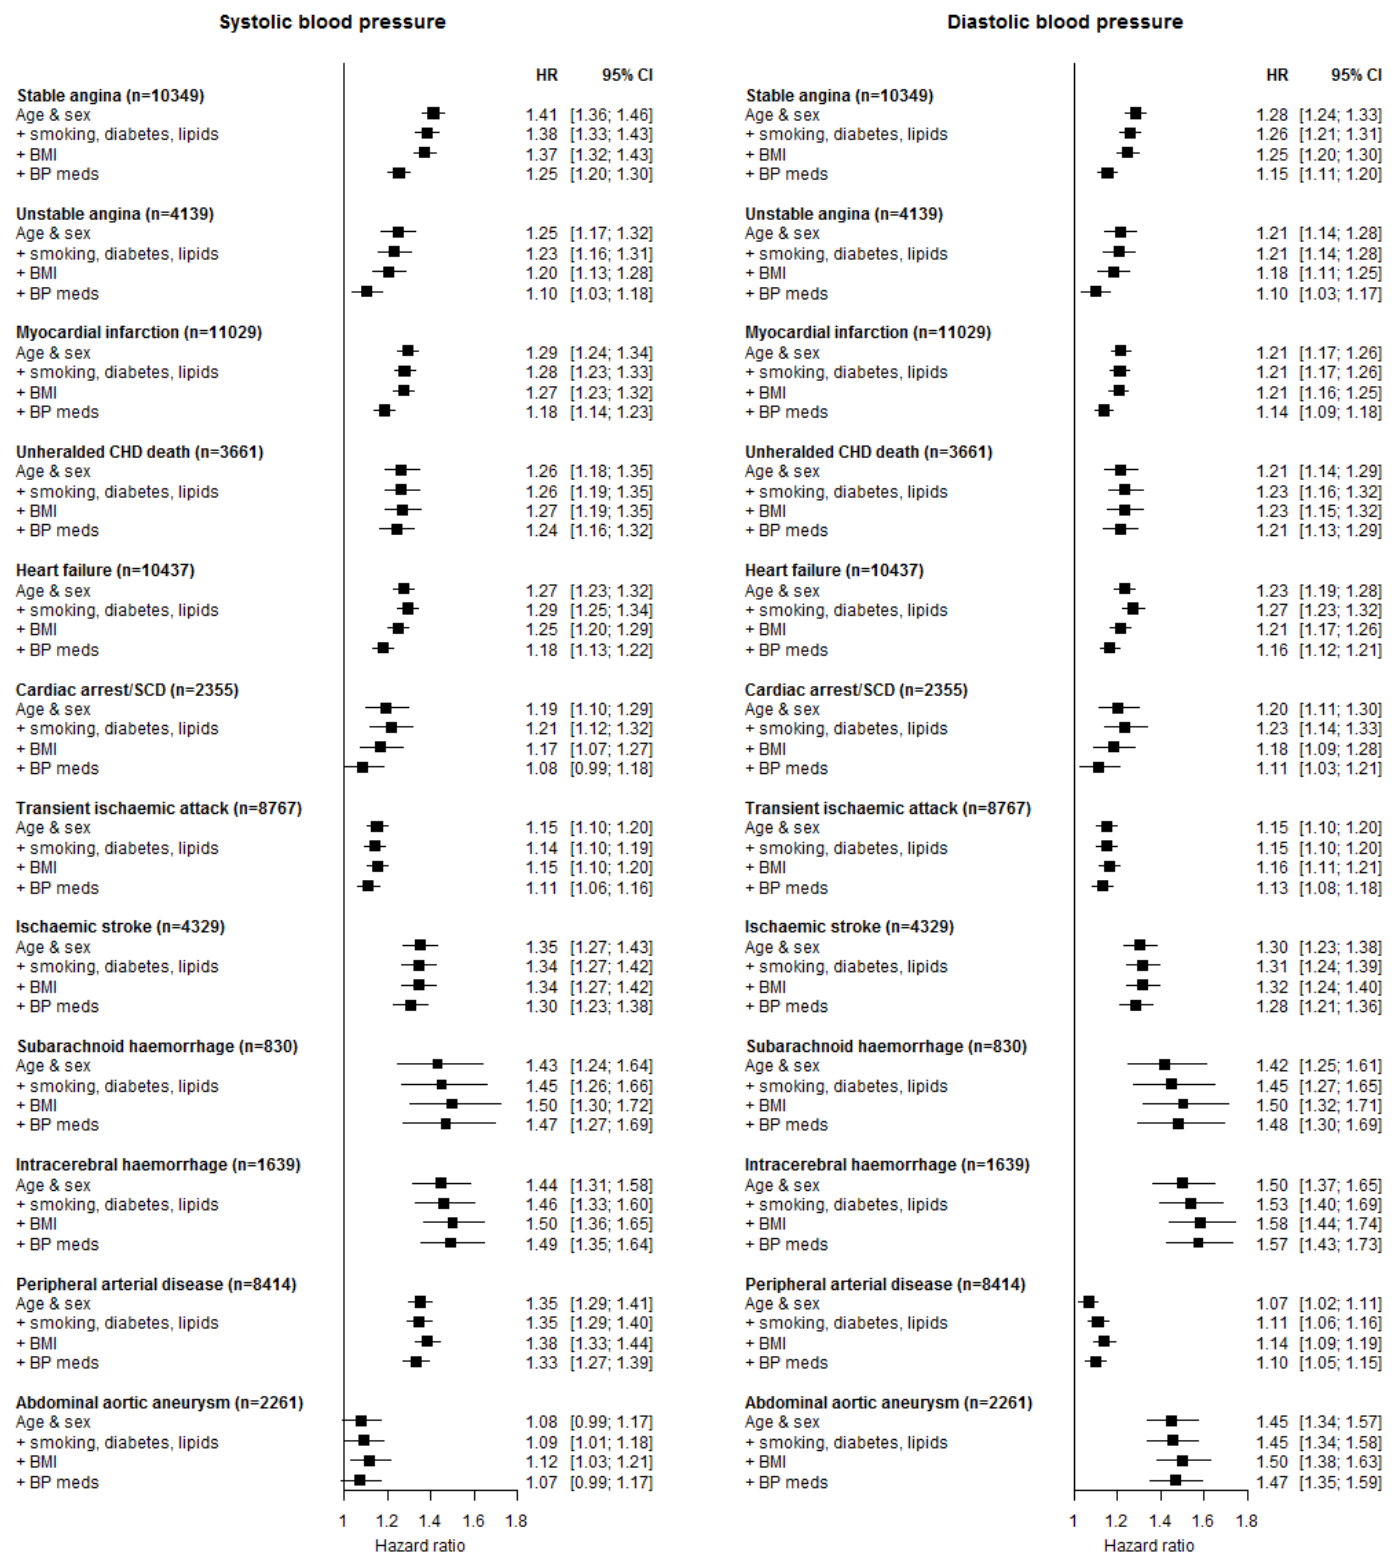 Systolic blood pressure
HR 95% CI
Stable angina (n=10349)
Age & sex 1.41 [1.36; 1.46]
+ smoking, diabetes, lipids 1.38 [1.33; 1.43]
+ BMI 1.37 [1.32; 1.43]
+ BP meds 1.25 [1.20; 1.30]
Unstable angina (n=4139)
Age & sex 1.25 [1.17; 1.32]
+ smoking, diabetes, lipids 1.23 [1.16; 1.31]
+ BMI 1.20 [1.13; 1.28]
+ BP meds 1.10 [1.03; 1.18]
Myocardial infarction (n=11029)
Age & sex 1.29 [1.24; 1.34]
+ smoking, diabetes, lipids 1.28 [1.23; 1.33]
+ BMI 1.27 [1.23; 1.32]
+ BP meds 1.18 [1.14; 1.23]
Unheralded CHD death (n=3661)
Age & sex 1.26 [1.18; 1.35]
+ smoking, diabetes, lipids 1.26 [1.19; 1.35]
+ BMI 1.27 [1.19; 1.35]
+ BP meds 1.24 [1.16; 1.32]
Heart failure (n=10437)
Age & sex 1.27 [1.23; 1.32]
+ smoking, diabetes, lipids 1.29 [1.25; 1.34]
+ BMI 1.25 [1.20; 1.29]
+ BP meds 1.18 [1.13; 1.22]
Cardiac arrest/SCD (n=2355)
Age & sex 1.19 [1.10; 1.29]
+ smoking, diabetes, lipids 1.21 [1.12; 1.32]
+ BMI 1.17 [1.07; 1.27]
+ BP meds 1.08 [0.99; 1.18]
Transient ischaemic attack (n=8767)
Age & sex 1.15 [1.10; 1.20]
+ smoking, diabetes, lipids 1.14 [1.10; 1.19]
+ BMI 1.15 [1.10; 1.20]
+ BP meds 1.11 [1.06; 1.16]
Ischaemic stroke (n=4329)
Age & sex 1.35 [1.27; 1.43]
+ smoking, diabetes, lipids 1.34 [1.27; 1.42]
+ BMI 1.34 [1.27; 1.42]
+ BP meds 1.30 [1.23; 1.38]
Subarachnoid haemorrhage (n=830)
Age & sex 1.43 [1.24; 1.64]
+ smoking, diabetes, lipids 1.45 [1.26; 1.66]
+ BMI 1.50 [1.30; 1.72]
+ BP meds 1.47 [1.27; 1.69]
Intracerebral haemorrhage (n=1639)
Age & sex 1.44 [1.31; 1.58]
+ smoking, diabetes, lipids 1.46 [1.33; 1.60]
+ BMI 1.50 [1.36; 1.65]
+ BP meds 1.49 [1.35; 1.64]
Peripheral arterial disease (n=8414)
Age & sex 1.35 [1.29; 1.41]
+ smoking, diabetes, lipids 1.35 [1.29; 1.40]
+ BMI 1.38 [1.33; 1.44]
+ BP meds 1.33 [1.27; 1.39]
Abdominal aortic aneurysm (n=2261)
Age & sex 1.08 [0.99; 1.17]
+ smoking, diabetes, lipids 1.09 [1.01; 1.18]
+ BMI 1.12 [1.03; 1.21]
+ BP meds 1.07 [0.99; 1.17]
1 1.2 1.4 1.6 1.8
Hazard ratio
Diastolic blood pressure
HR 95% CI
Stable angina (n=10349)
Age & sex 1.28 [1.24; 1.33]
+ smoking, diabetes, lipids 1.26 [1.21; 1.31]
+ BMI 1.25 [1.20; 1.30]
+ BP meds 1.15 [1.11; 1.20]
Unstable angina (n=4139)
Age & sex 1.21 [1.14; 1.28]
+ smoking, diabetes, lipids 1.21 [1.14; 1.28]
+ BMI 1.18 [1.11; 1.25]
+ BP meds 1.10 [1.03; 1.17]
Myocardial infarction (n=11029)
Age & sex 1.21 [1.17; 1.26]
+ smoking, diabetes, lipids 1.21 [1.17; 1.26]
+ BMI 1.21 [1.16; 1.25]
+ BP meds 1.14 [1.09; 1.18]
Unheralded CHD death (n=3661)
Age & sex 1.21 [1.14; 1.29]
+ smoking, diabetes, lipids 1.23 [1.16; 1.32]
+ BMI 1.23 [1.15; 1.32]
+ BP meds 1.21 [1.13; 1.29]
Heart failure (n=10437)
Age & sex 1.23 [1.19; 1.28]
+ smoking, diabetes, lipids 1.27 [1.23; 1.32]
+ BMI 1.21 [1.17; 1.26]
+ BP meds 1.16 [1.12; 1.21]
Cardiac arrest/SCD (n=2355)
Age & sex 1.20 [1.11; 1.30]
+ smoking, diabetes, lipids 1.23 [1.14; 1.33]
+ BMI 1.18 [1.09; 1.28]
+ BP meds 1.11 [1.03; 1.21]
Transient ischaemic attack (n=8767)
Age & sex 1.15 [1.10; 1.20]
+ smoking, diabetes, lipids 1.15 [1.10; 1.20]
+ BMI 1.16 [1.11; 1.21]
+ BP meds 1.13 [1.08; 1.18]
Ischaemic stroke (n=4329)
Age & sex 1.30 [1.23; 1.38]
+ smoking, diabetes, lipids 1.31 [1.24; 1.39]
+ BMI 1.32 [1.24; 1.40]
+ BP meds 1.28 [1.21; 1.36]
Subarachnoid haemorrhage (n=830)
Age & sex 1.42 [1.25; 1.61]
+ smoking, diabetes, lipids 1.45 [1.27; 1.65]
+ BMI 1.50 [1.32; 1.71]
+ BP meds 1.48 [1.30; 1.69]
Intracerebral haemorrhage (n=1639)
Age & sex 1.50 [1.37; 1.65]
+ smoking, diabetes, lipids 1.53 [1.40; 1.69]
+ BMI 1.58 [1.44; 1.74]
+ BP meds 1.57 [1.43; 1.73]
Peripheral arterial disease (n=8414)
Age & sex 1.07 [1.02; 1.11]
+ smoking, diabetes, lipids 1.11 [1.06; 1.16]
+ BMI 1.14 [1.09; 1.19]
+ BP meds 1.10 [1.05; 1.15]
Abdominal aortic aneurysm (n=2261)
Age & sex 1.45 [1.34; 1.57]
+ smoking, diabetes, lipids 1.45 [1.34; 1.58]
+ BMI 1.50 [1.38; 1.63]
+ BP meds 1.47 [1.35; 1.59]
1 1.2 1.4 1.6 1.8
Hazard ratio